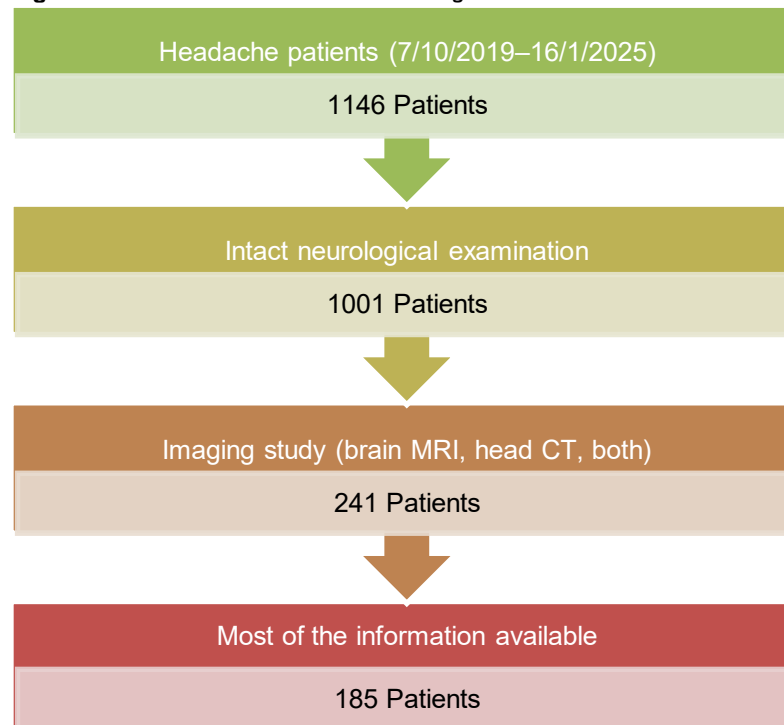 Headache patients (7/10/2019–16/1/2025)
1146 Patients
Intact neurological examination
1001 Patients
Imaging study (brain MRI, head CT, both)
241 Patients
Most of the information available
185 Patients